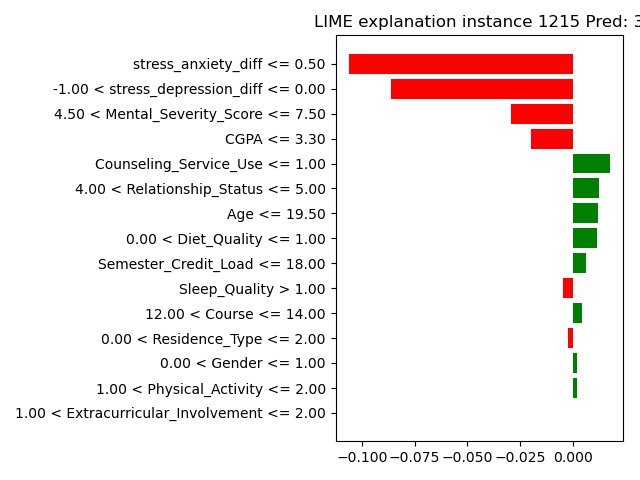 LIME explanation instance 1215 Pred: 3
stress_anxiety_diff <= 0.50
-1.00 < stress_depression_diff <= 0.00
4.50 < Mental_Severity_Score <= 7.50
CGPA <= 3.30
Counseling_Service_Use <= 1.00
4.00 < Relationship_Status <= 5.00
Age <= 19.50
0.00 < Diet_Quality <= 1.00
Semester_Credit_Load <= 18.00
Sleep_Quality > 1.00
12.00 < Course <= 14.00
0.00 < Residence_Type <= 2.00
0.00 < Gender <= 1.00
1.00 < Physical_Activity <= 2.00
1.00 < Extracurricular_Involvement <= 2.00
−0.100 −0.075 −0.050 −0.025 0.000